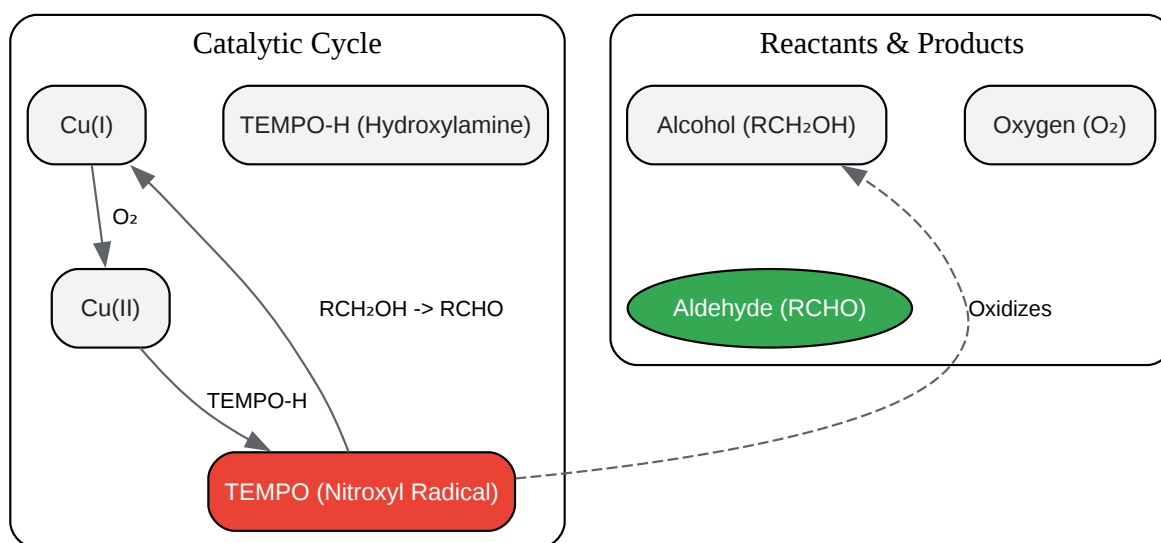 Catalytic Cycle
Cu(I)
TEMPO-H (Hydroxylamine)
O₂
Cu(II)
RCH₂OH -> RCHO
TEMPO-H
TEMPO (Nitroxyl Radical)
Reactants & Products
Alcohol (RCH₂OH)
Oxygen (O₂)
Aldehyde (RCHO)
Oxidizes